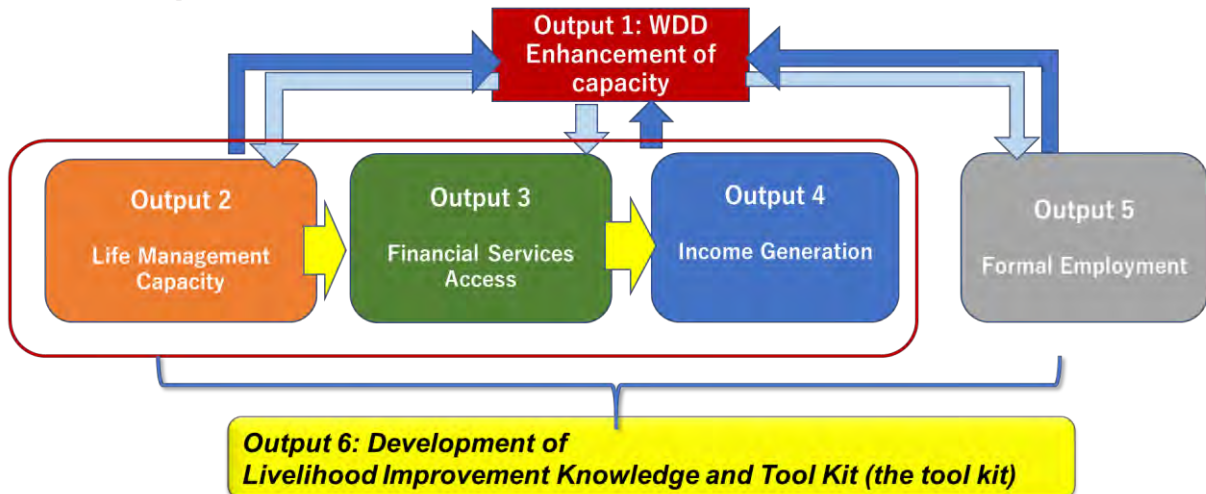 Output 1: WDD
Enhancement of
capacity
Output 2
Life Management
Capacity
Output 3
Financial Services
Access
Output 4
Income Generation
Output 5
Formal Employment
Output 6: Development of
Livelihood Improvement Knowledge and Tool Kit (the tool kit)